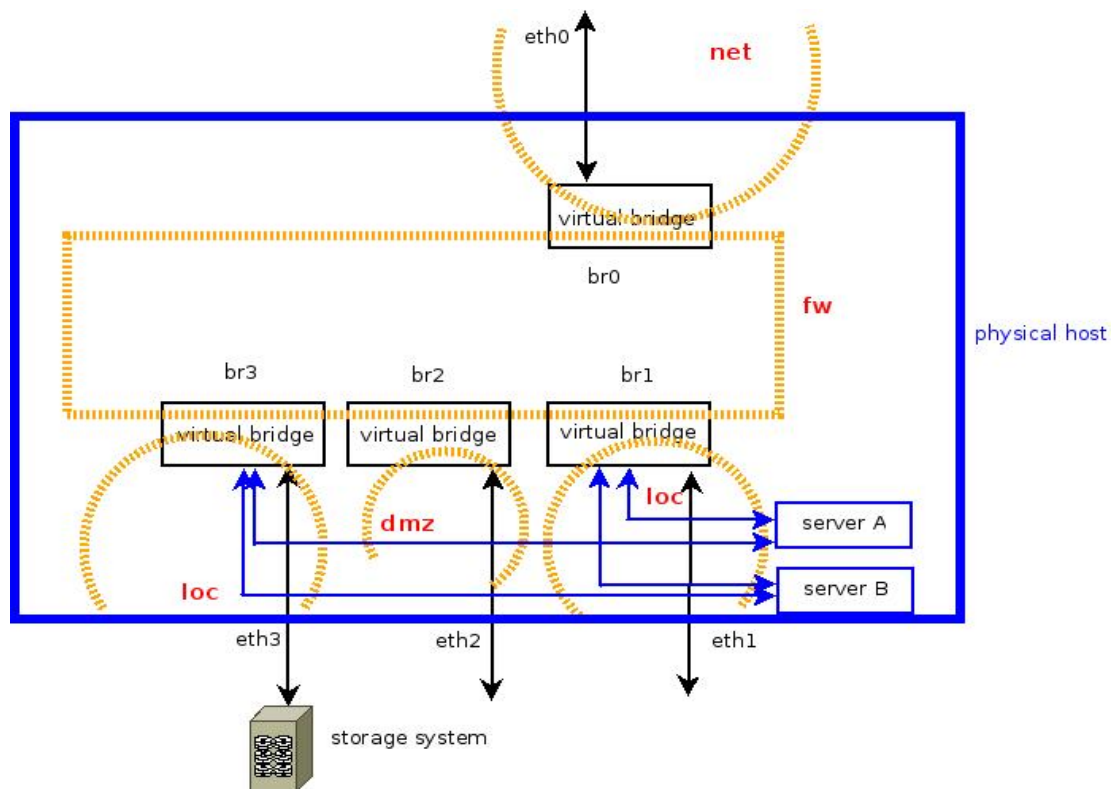 eth0
net
virtual bridge
br0
fw
physical host
br3
br2
br1
virtual bridge
virtual bridge
virtual bridge
loc
dmz
server A
loc
server B
eth3
eth2
eth1
storage system